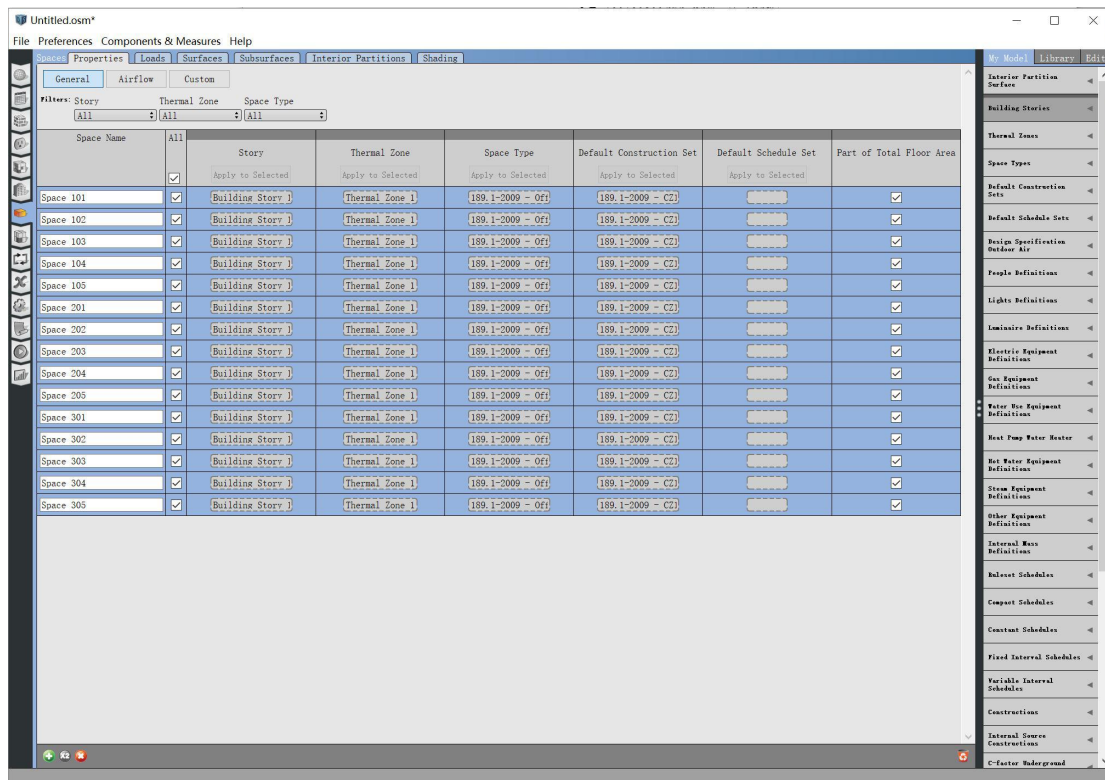 Untitled.osm*
File Preferences Components & Measures Help
Spaces Properties Loads Surfaces Subsurfaces Interior Partitions Shading
My Model Library Edit
General Airflow Custom
Filters: Story Thermal Zone Space Type
All All All
Space Name All Story Thermal Zone Space Type Default Construction Set Default Schedule Set Part of Total Floor Area
Apply to Selected Apply to Selected Apply to Selected Apply to Selected Apply to Selected
Space 101 Building Story 1 Thermal Zone 1 189.1-2009 - Off 189.1-2009 - CZ1
Space 102 Building Story 1 Thermal Zone 1 189.1-2009 - Off 189.1-2009 - CZ1
Space 103 Building Story 1 Thermal Zone 1 189.1-2009 - Off 189.1-2009 - CZ1
Space 104 Building Story 1 Thermal Zone 1 189.1-2009 - Off 189.1-2009 - CZ1
Space 105 Building Story 1 Thermal Zone 1 189.1-2009 - Off 189.1-2009 - CZ1
Space 201 Building Story 1 Thermal Zone 1 189.1-2009 - Off 189.1-2009 - CZ1
Space 202 Building Story 1 Thermal Zone 1 189.1-2009 - Off 189.1-2009 - CZ1
Space 203 Building Story 1 Thermal Zone 1 189.1-2009 - Off 189.1-2009 - CZ1
Space 204 Building Story 1 Thermal Zone 1 189.1-2009 - Off 189.1-2009 - CZ1
Space 205 Building Story 1 Thermal Zone 1 189.1-2009 - Off 189.1-2009 - CZ1
Space 301 Building Story 1 Thermal Zone 1 189.1-2009 - Off 189.1-2009 - CZ1
Space 302 Building Story 1 Thermal Zone 1 189.1-2009 - Off 189.1-2009 - CZ1
Space 303 Building Story 1 Thermal Zone 1 189.1-2009 - Off 189.1-2009 - CZ1
Space 304 Building Story 1 Thermal Zone 1 189.1-2009 - Off 189.1-2009 - CZ1
Space 305 Building Story 1 Thermal Zone 1 189.1-2009 - Off 189.1-2009 - CZ1
Interior Partition
Surface
Building Stories
Thermal Zones
Space Types
Default Construction
Sets
Default Schedule Sets
Design Specification
Outdoor Air
People Definitions
Lights Definitions
Luminaire Definitions
Electric Equipment
Definitions
Gas Equipment
Definitions
Water Use Equipment
Definitions
Heat Pump Water Heater
Hot Water Equipment
Definitions
Steam Equipment
Definitions
Other Equipment
Definitions
Internal Mass
Definitions
Ruleset Schedules
Compact Schedules
Constant Schedules
Fixed Interval Schedules
Variable Interval
Schedules
Constructions
Internal Source
Constructions
C-factor Underground
x2